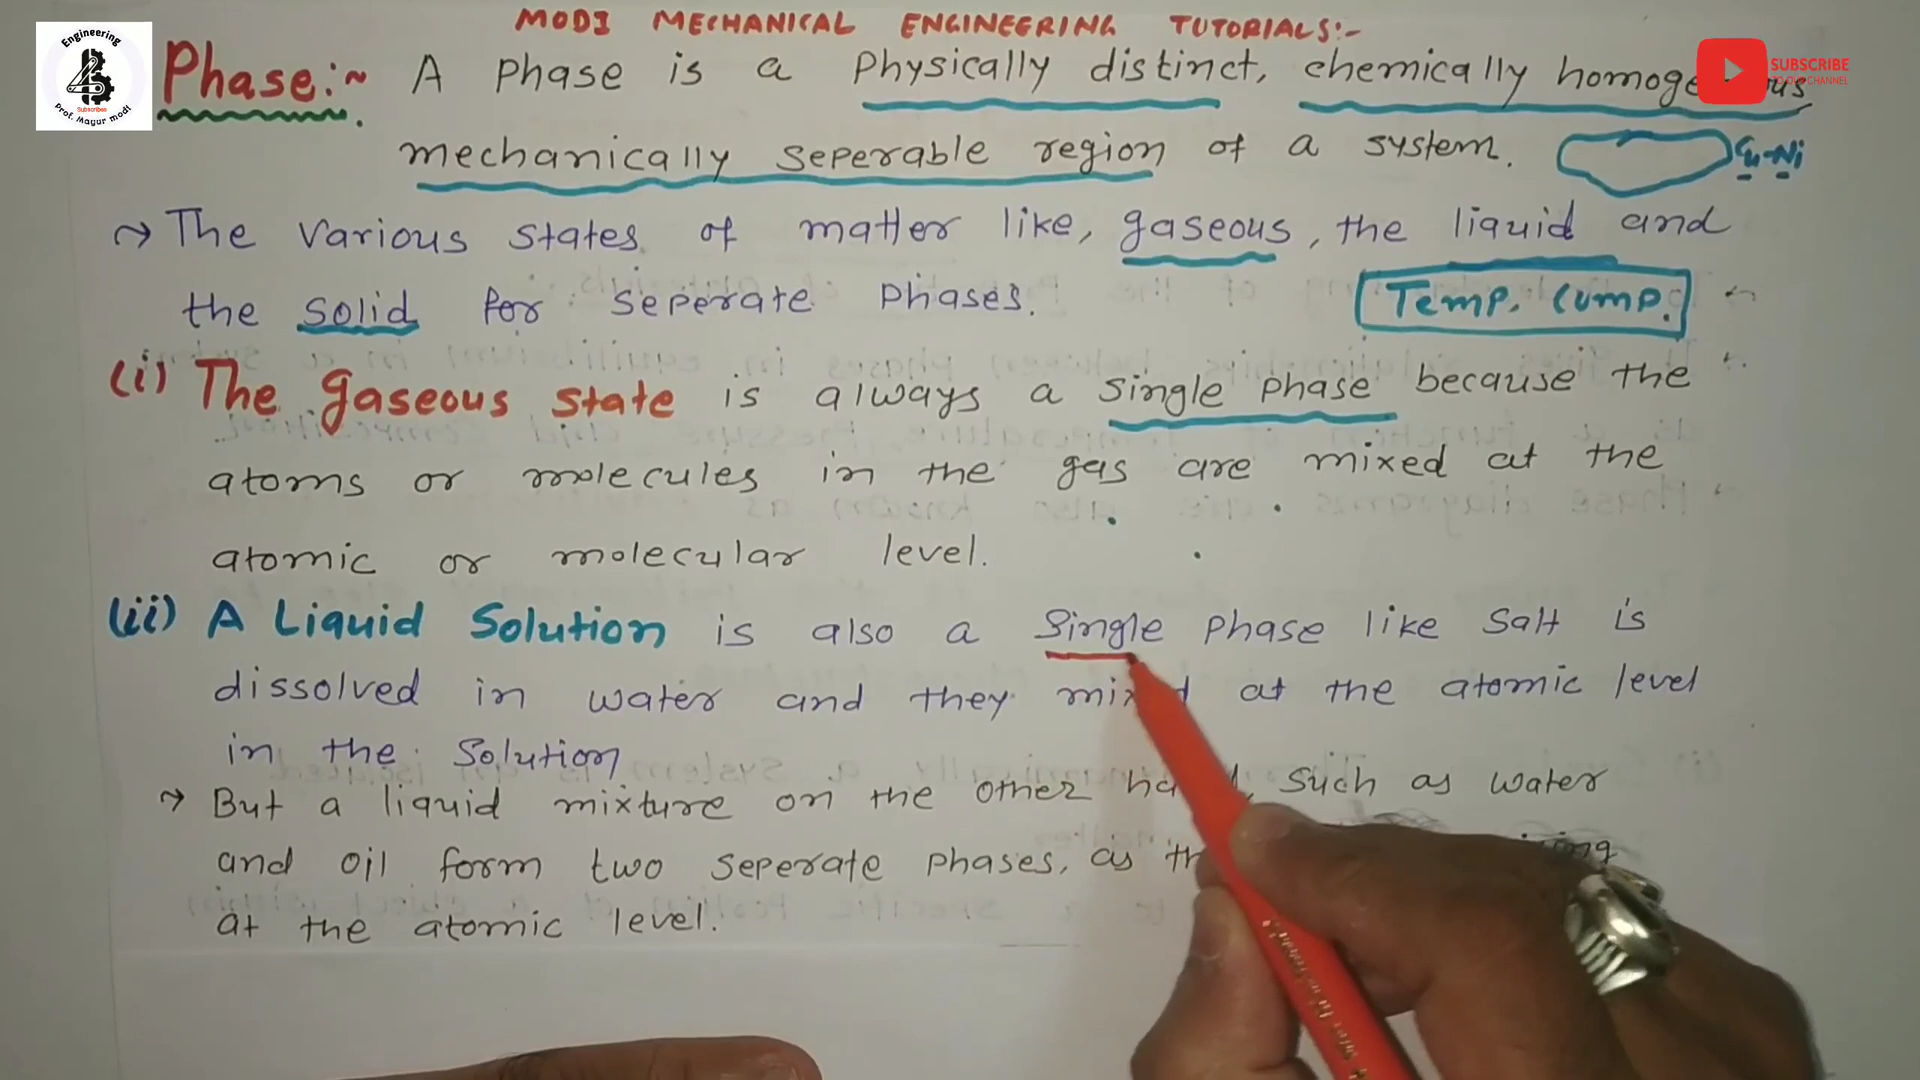 MODI MECHANICAL ENGINEERING TUTORIALS:-
Engineering
Subscribes
Prof. Mayur modi
SUBSCRIBE
TO OUR CHANNEL
Phase:~ A Phase is a Physically distinct, chemically
mechanically seperable region of a system. Cu-Ni
~> The various states of matter like, gaseous, the liquid and
the solid for seperate Phases. Temp. Comp.
(i) The gaseous state is always a single phase because the
atoms or molecules in the gas are mixed at the
atomic or molecular level.
(ii) A Liquid Solution is also a single phase like Salt is
dissolved in water and they at the atomic level
in the Solution
~> But a liquid mixture on the other such as water
and oil form two seperate phases, as
at the atomic level.